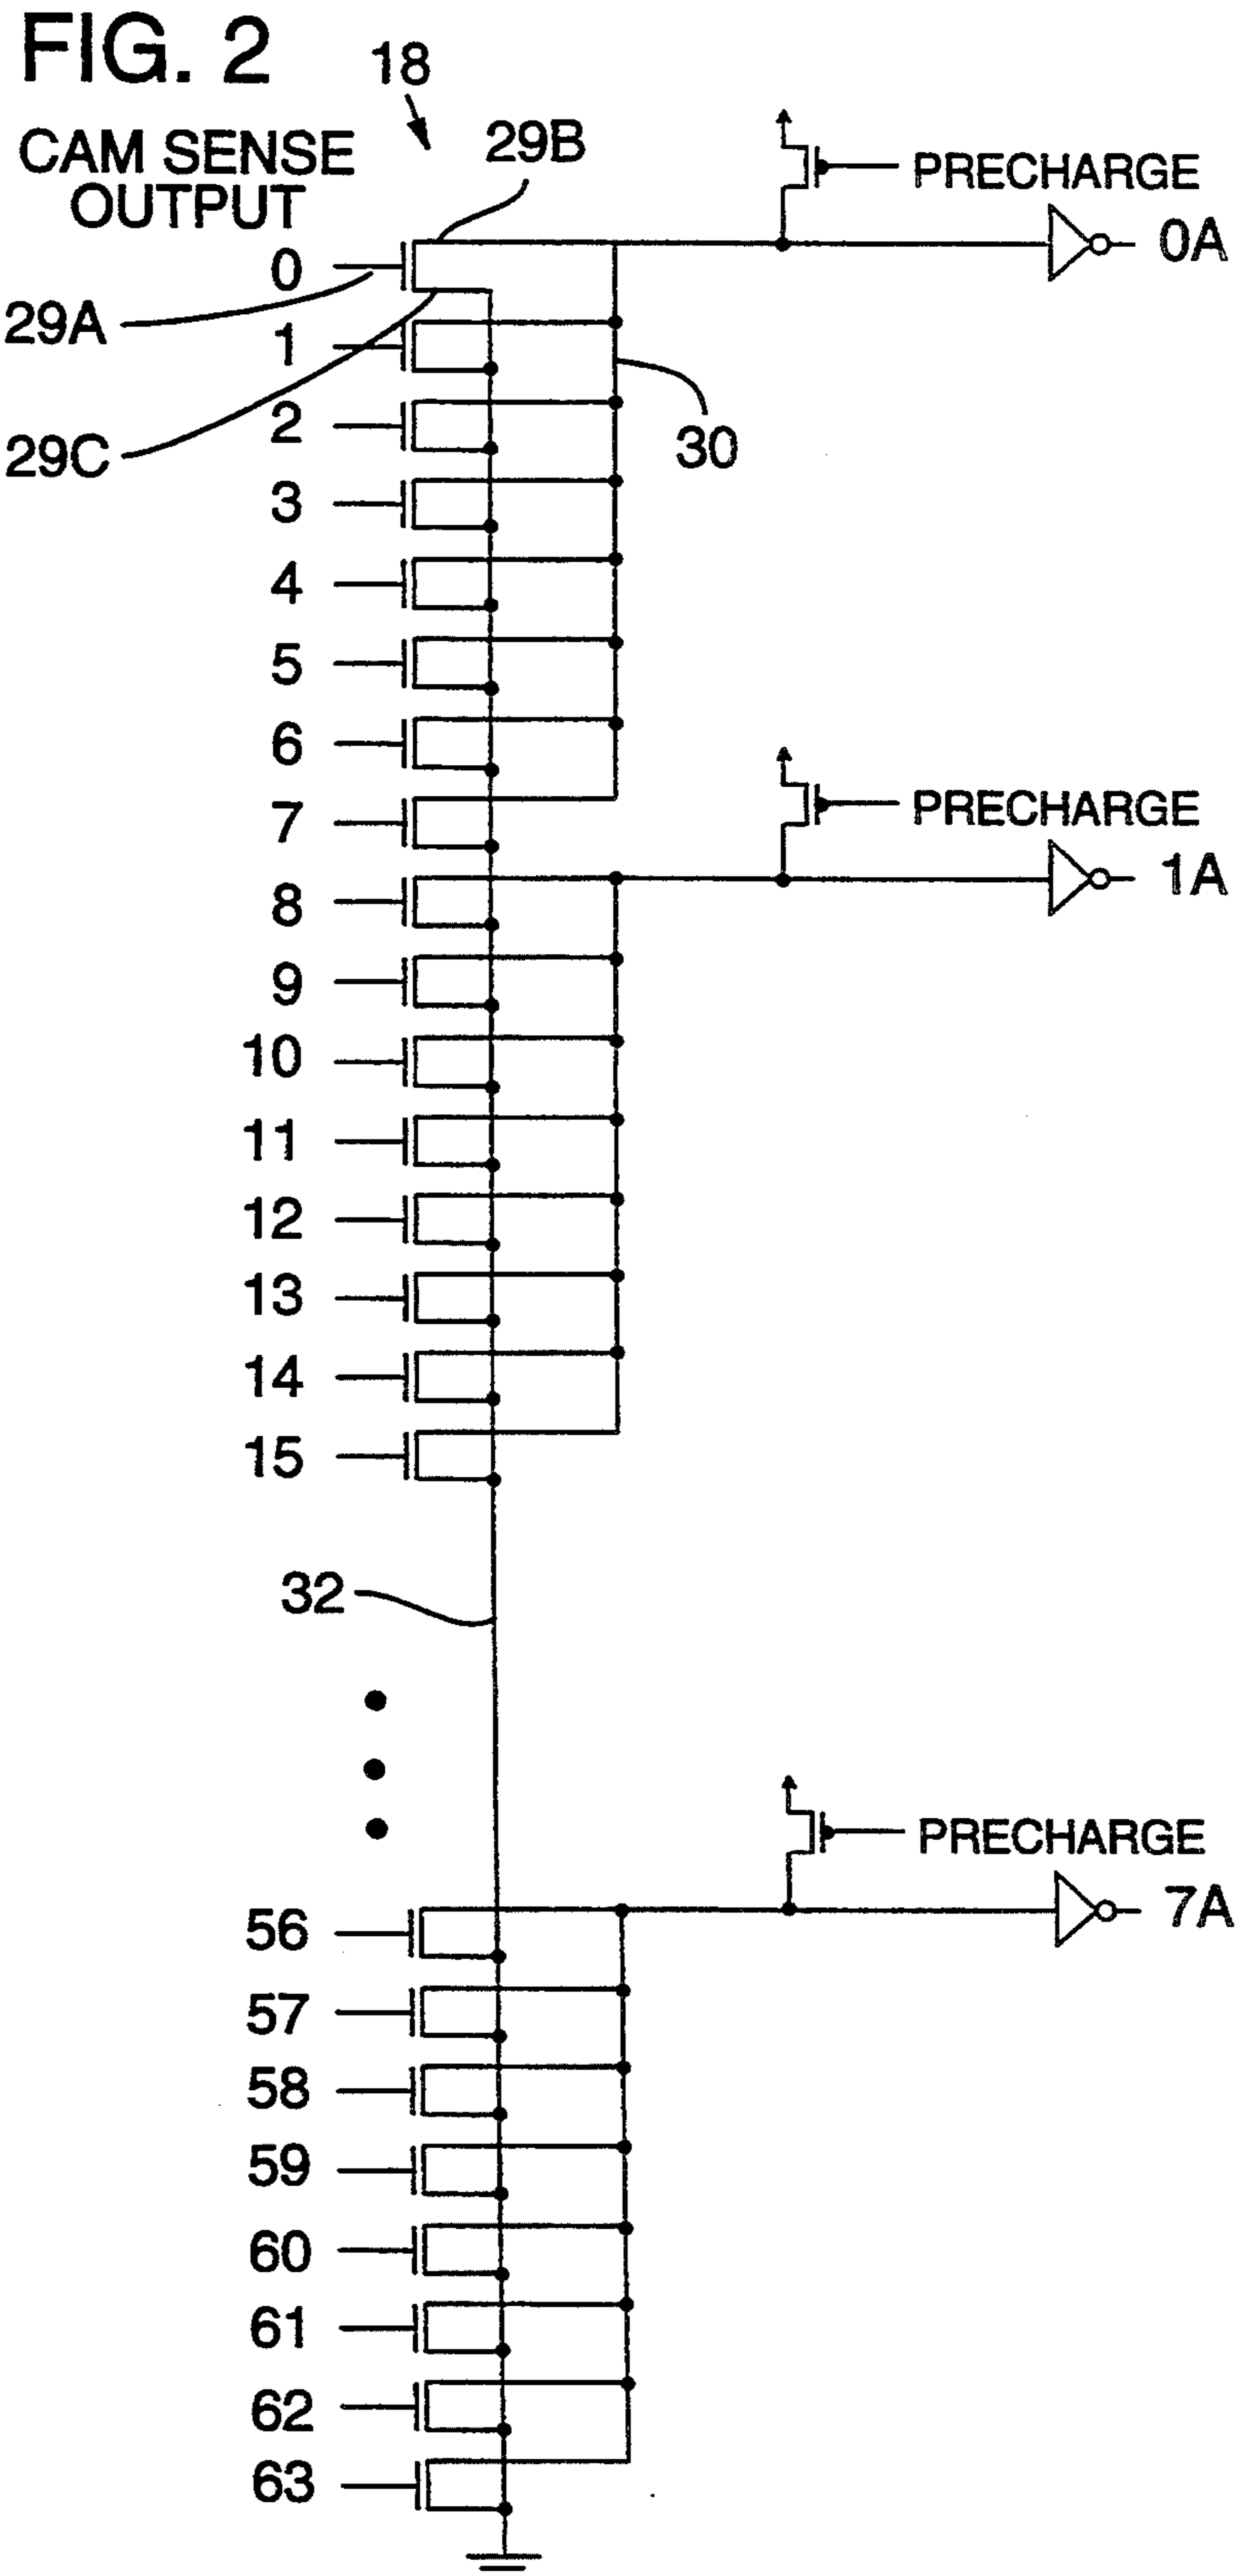 FIG. 2
18
CAM SENSE
OUTPUT
29B
PRECHARGE
0A
0
29A
1
2
29C
30
3
4
5
6
7
PRECHARGE
1A
8
9
10
11
12
13
14
15
32
PRECHARGE
7A
56
57
58
59
60
61
62
63